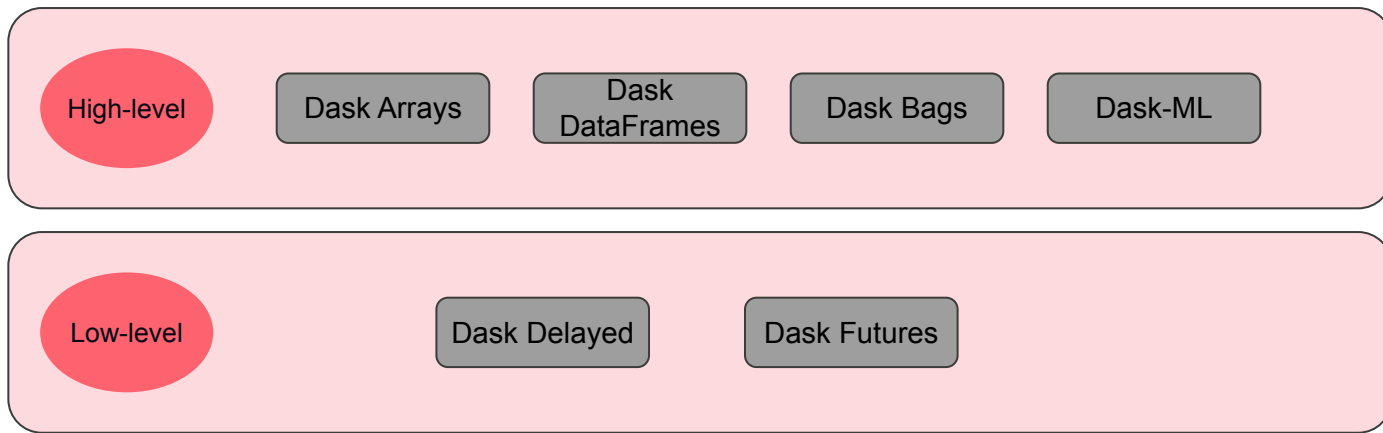 High-level
Dask Arrays
Dask
DataFrames
Dask Bags
Dask-ML
Low-level
Dask Delayed
Dask Futures